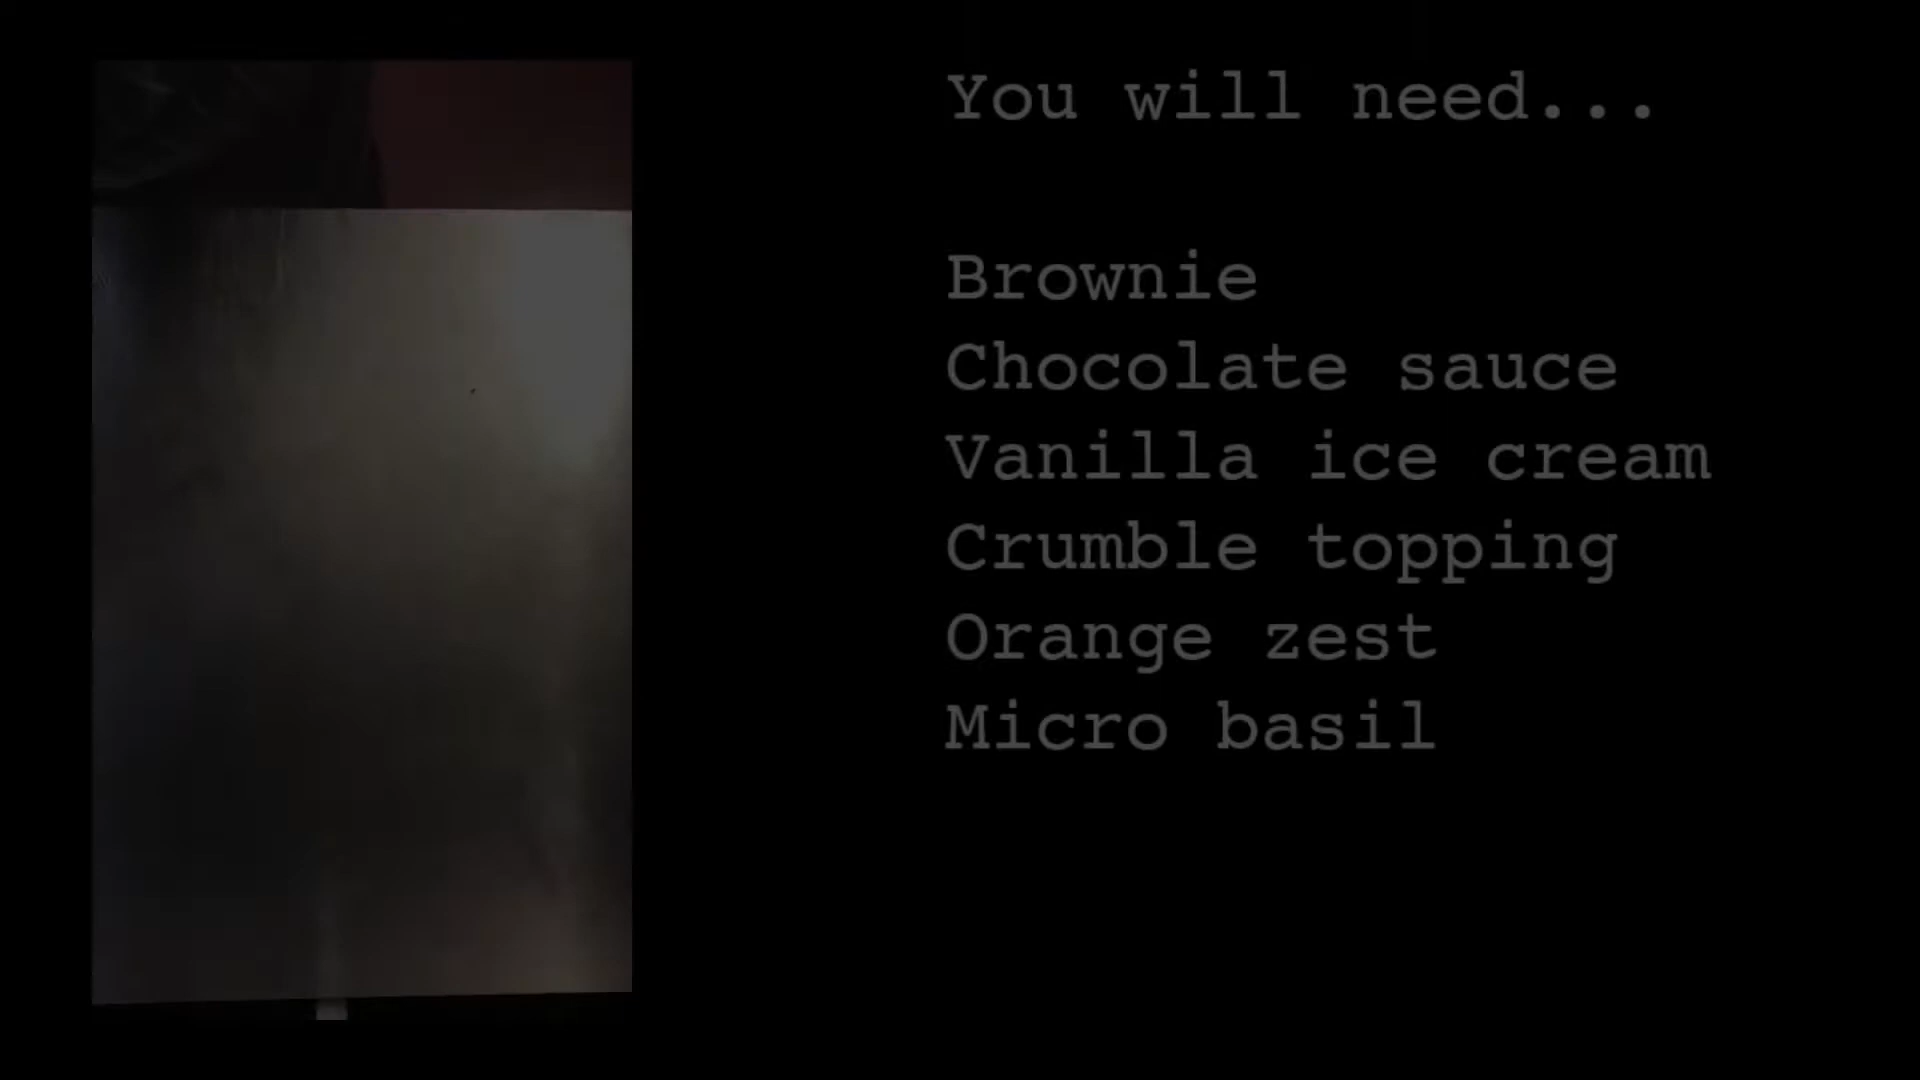 You will need...
Brownie
Chocolate sauce
Vanilla ice cream
Crumble topping
Orange zest
Micro basil